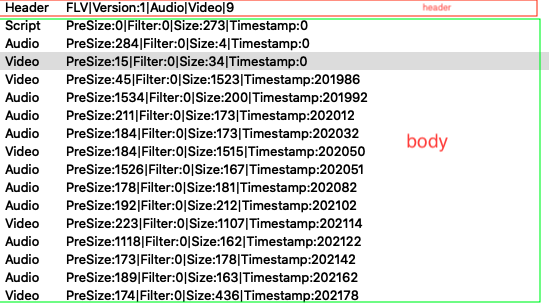 Header FLV|Version:1|Audio|Video|9 header
Script PreSize:0|Filter:0|Size:273|Timestamp:0
Audio PreSize:284|Filter:0|Size:4|Timestamp:0
Video PreSize:15|Filter:0|Size:34|Timestamp:0
Video PreSize:45|Filter:0|Size:1523|Timestamp:201986
Audio PreSize:1534|Filter:0|Size:200|Timestamp:201992
Audio PreSize:211|Filter:0|Size:173|Timestamp:202012
Audio PreSize:184|Filter:0|Size:173|Timestamp:202032
Video PreSize:184|Filter:0|Size:1515|Timestamp:202050
body
Audio PreSize:1526|Filter:0|Size:167|Timestamp:202051
Audio PreSize:178|Filter:0|Size:181|Timestamp:202082
Audio PreSize:192|Filter:0|Size:212|Timestamp:202102
Video PreSize:223|Filter:0|Size:1107|Timestamp:202114
Audio PreSize:1118|Filter:0|Size:162|Timestamp:202122
Audio PreSize:173|Filter:0|Size:178|Timestamp:202142
Audio PreSize:189|Filter:0|Size:163|Timestamp:202162
Video PreSize:174|Filter:0|Size:436|Timestamp:202178